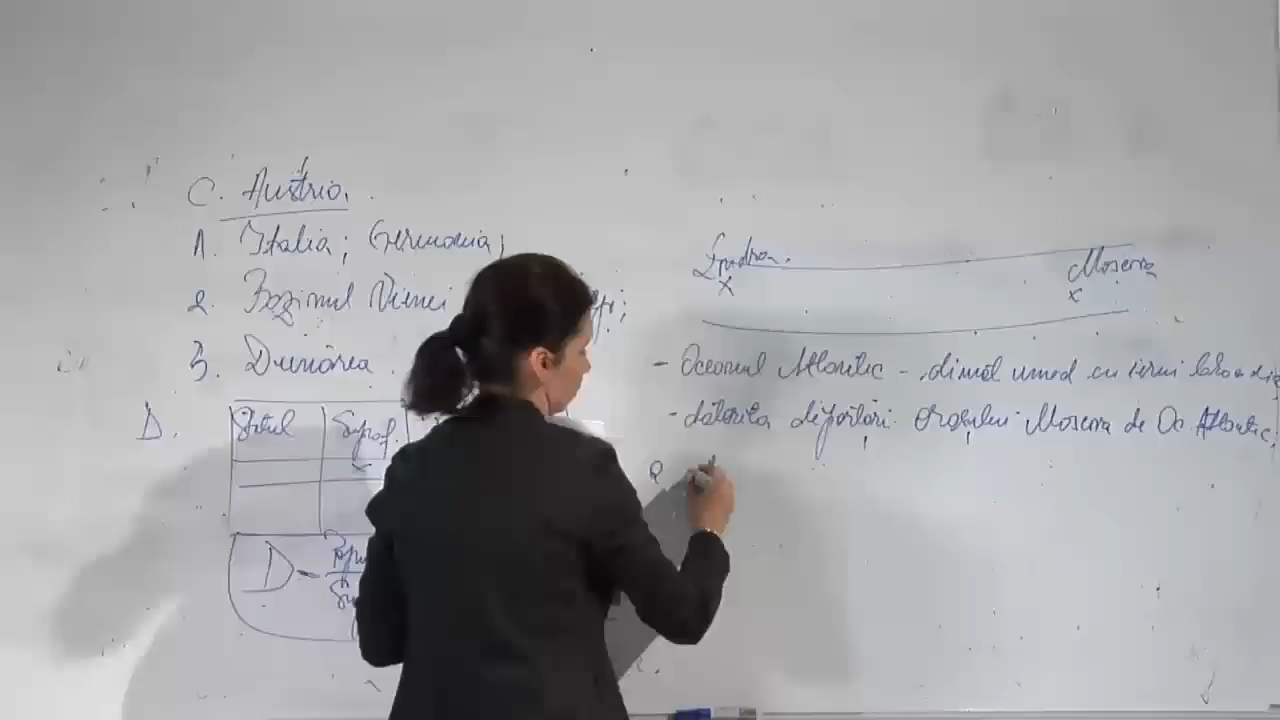 C. Austria.
1. Italia; Germania;
2. Bazinul Vienei
3. Dunărea
D.
Statul Supraf.
D -
Londra. Moscova
x x
- Oceanul Atlantic - climat umed cu ierni
- datorită depărtării orașului Moscova de Oc Atlantic,